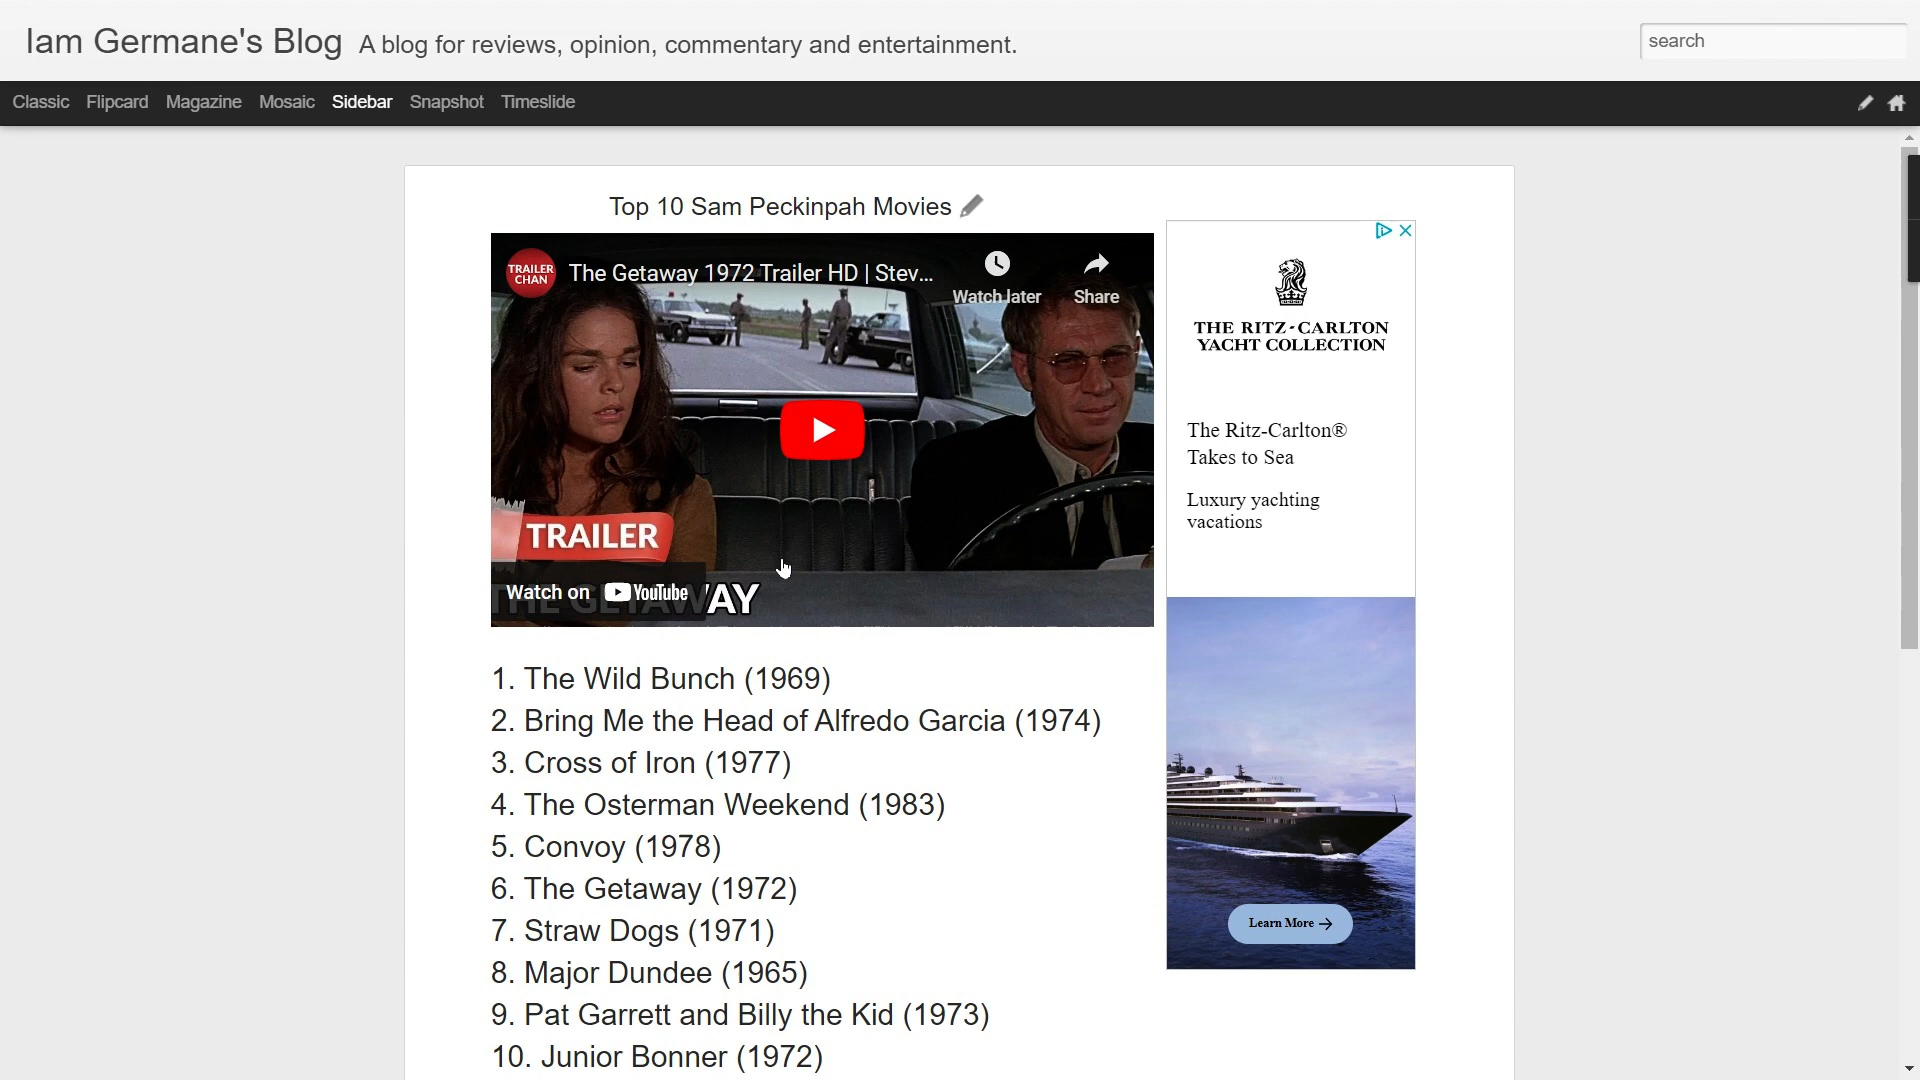 Iam Germane's Blog A blog for reviews, opinion, commentary and entertainment.
search
Classic Flipcard Magazine Mosaic Sidebar Snapshot Timeslide
Top 10 Sam Peckinpah Movies
TRAILER CHAN
The Getaway 1972 Trailer HD | Stev...
Watch later
Share
TRAILER
THE GETAWAY
Watch on YouTube
THE RITZ-CARLTON
YACHT COLLECTION
The Ritz-Carlton®
Takes to Sea
Luxury yachting
vacations
Learn More →
1. The Wild Bunch (1969)
2. Bring Me the Head of Alfredo Garcia (1974)
3. Cross of Iron (1977)
4. The Osterman Weekend (1983)
5. Convoy (1978)
6. The Getaway (1972)
7. Straw Dogs (1971)
8. Major Dundee (1965)
9. Pat Garrett and Billy the Kid (1973)
10. Junior Bonner (1972)